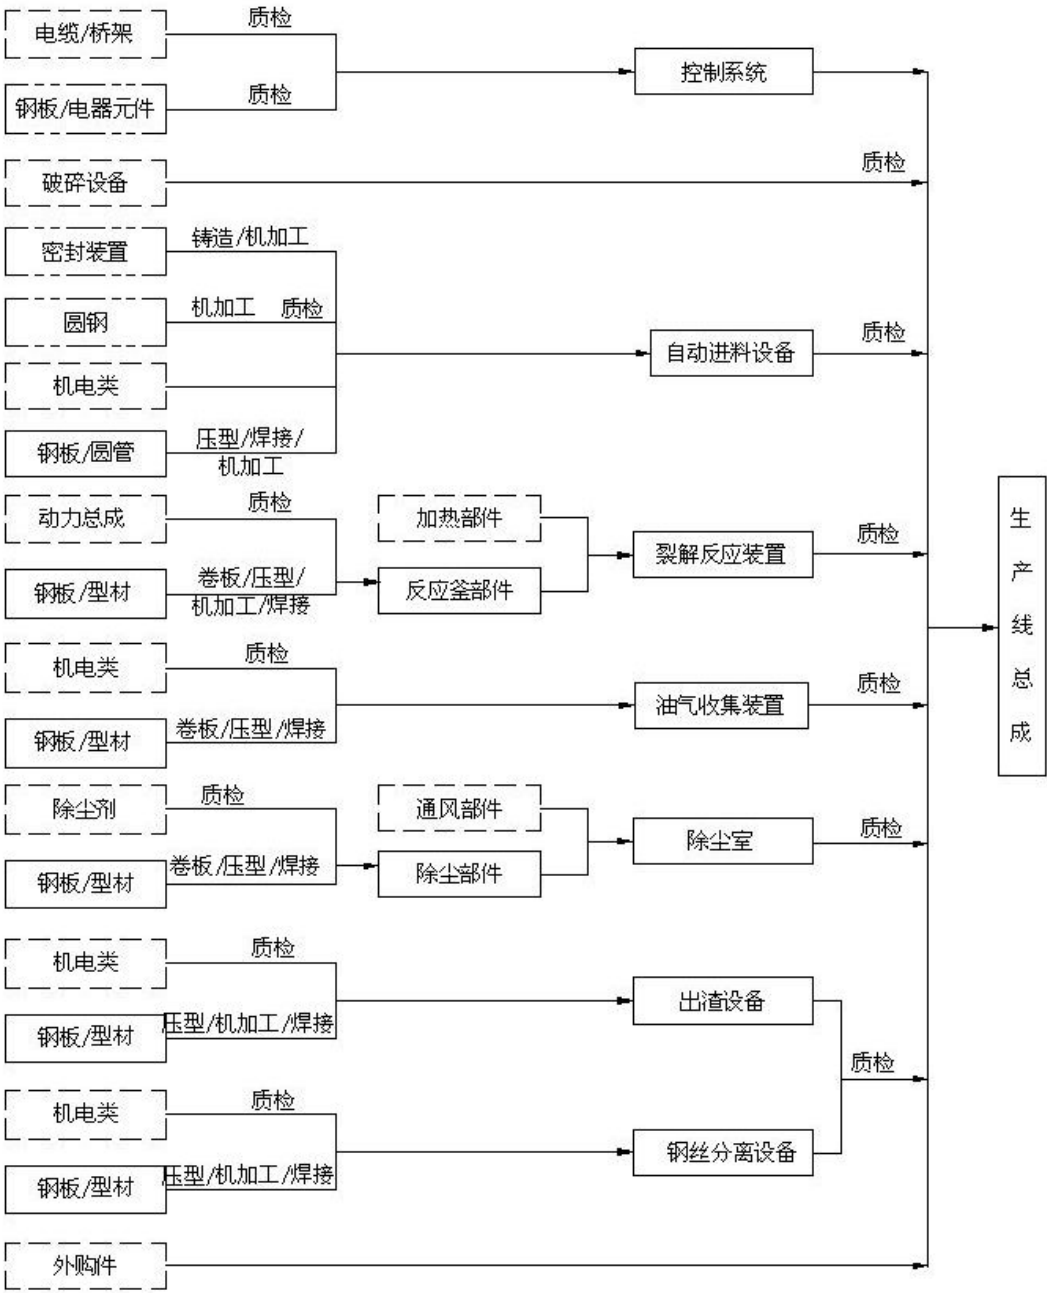 电缆/桥架
质检
钢板/电器元件
质检
控制系统
破碎设备
质检
密封装置
铸造/机加工
圆钢
机加工
质检
机电类
钢板/圆管
压型/焊接/
机加工
自动进料设备
质检
动力总成
质检
钢板/型材
卷板/压型/
机加工/焊接
加热部件
反应釜部件
裂解反应装置
质检
机电类
质检
钢板/型材
卷板/压型/焊接
油气收集装置
质检
除尘剂
质检
钢板/型材
卷板/压型/焊接
通风部件
除尘部件
除尘室
质检
机电类
质检
钢板/型材
压型/机加工/焊接
出渣设备
机电类
质检
钢板/型材
压型/机加工/焊接
钢丝分离设备
质检
外购件
生产线总成